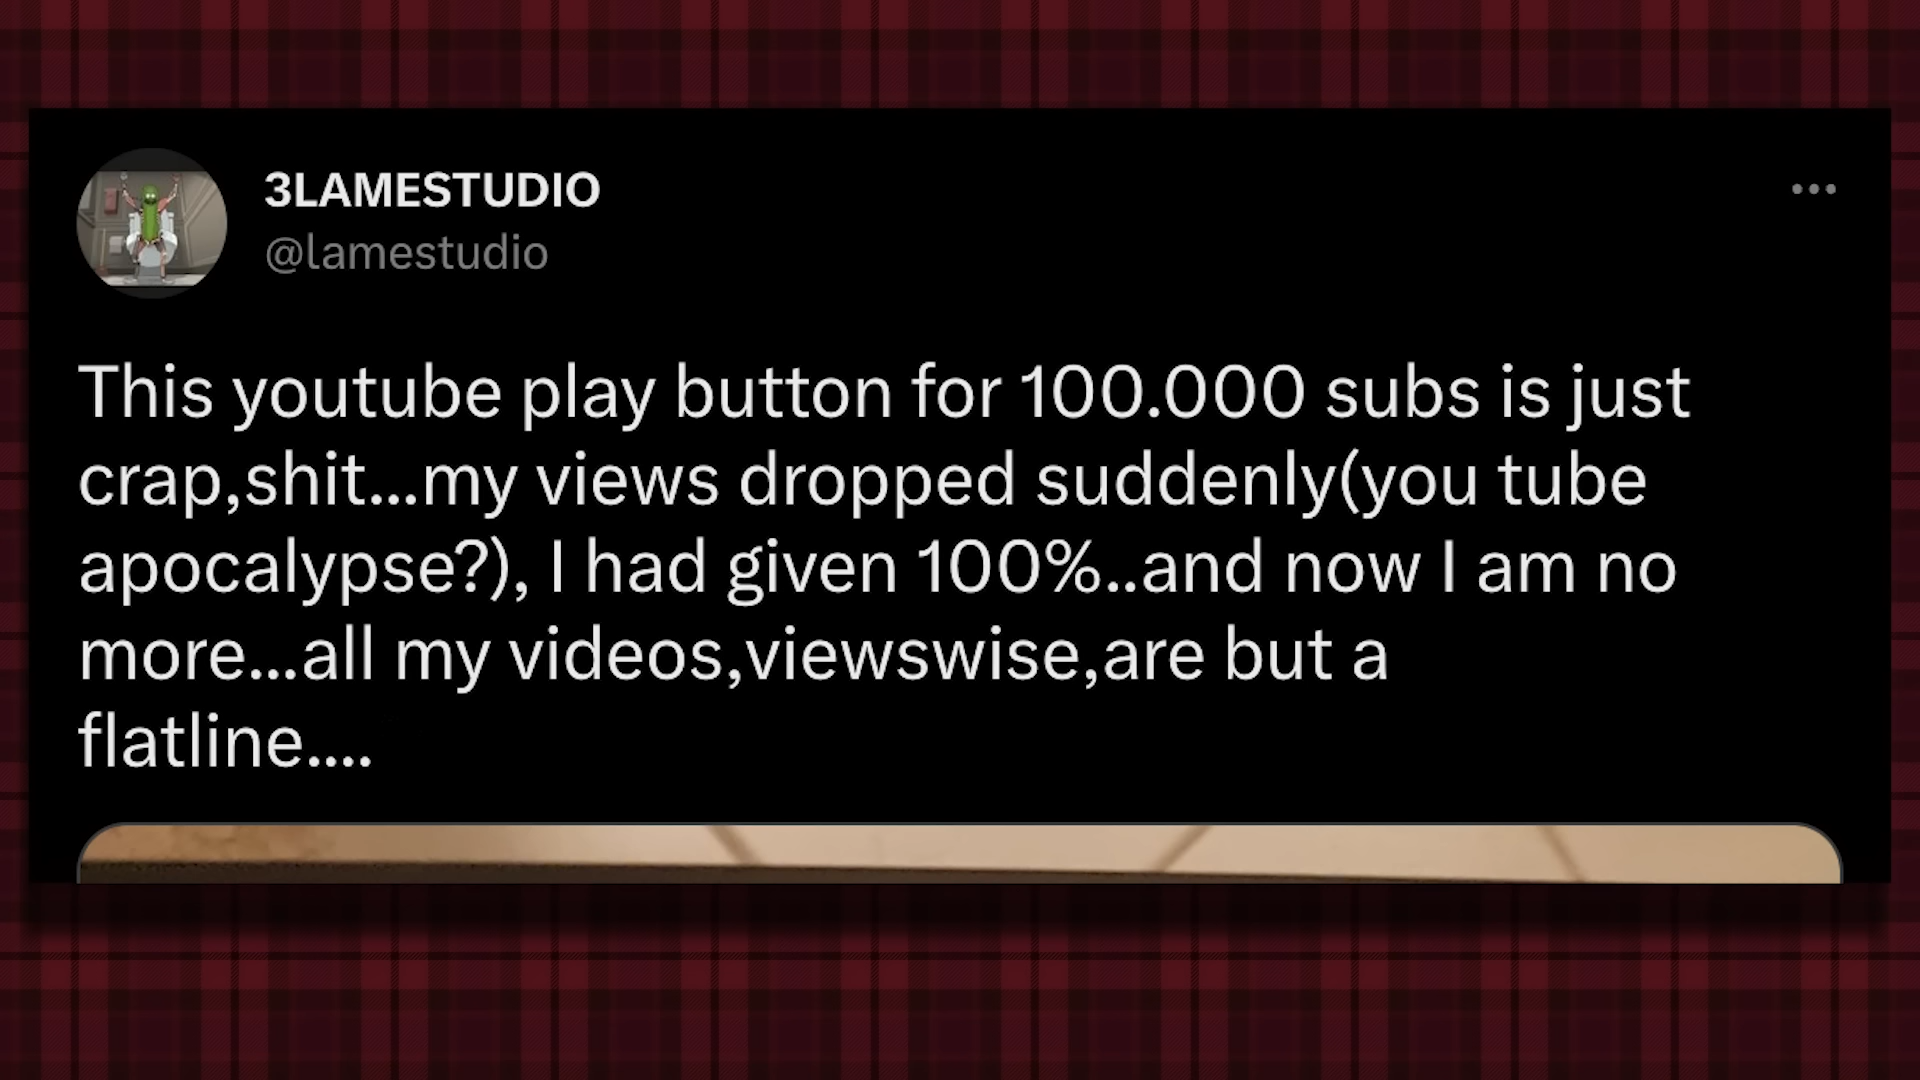 3LAMESTUDIO
@lamestudio
This youtube play button for 100.000 subs is just
crap,shit...my views dropped suddenly(you tube
apocalypse?), I had given 100%..and now I am no
more...all my videos,viewswise,are but a
flatline....